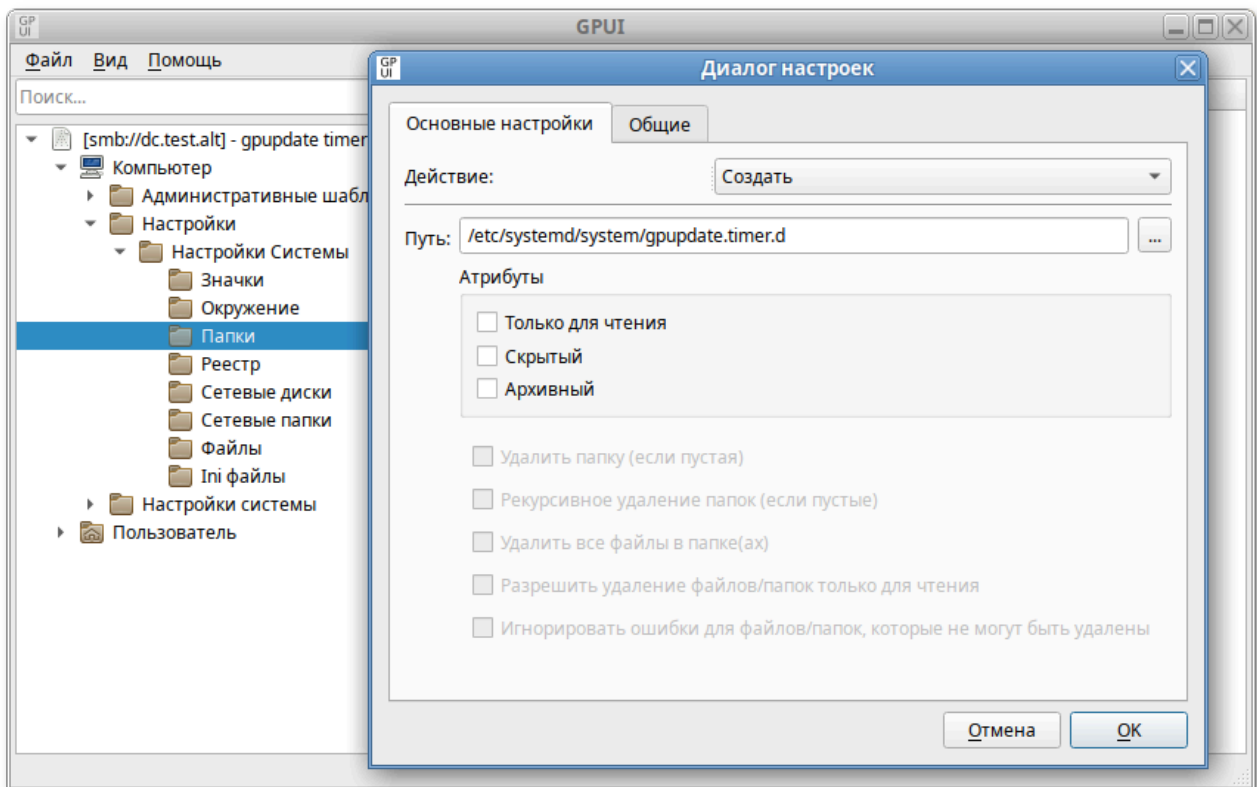 GP
UI
GPUI
Файл Вид Помощь
Поиск...
[smb://dc.test.alt] - gpupdate timer
Компьютер
Административные шабл
Настройки
Настройки Системы
Значки
Окружение
Папки
Реестр
Сетевые диски
Сетевые папки
Файлы
Ini файлы
Настройки системы
Пользователь
GP
UI
Диалог настроек
Основные настройки Общие
Действие: Создать
Путь: /etc/systemd/system/gpupdate.timer.d ...
Атрибуты
Только для чтения
Скрытый
Архивный
Удалить папку (если пустая)
Рекурсивное удаление папок (если пустые)
Удалить все файлы в папке(ах)
Разрешить удаление файлов/папок только для чтения
Игнорировать ошибки для файлов/папок, которые не могут быть удалены
Отмена OK